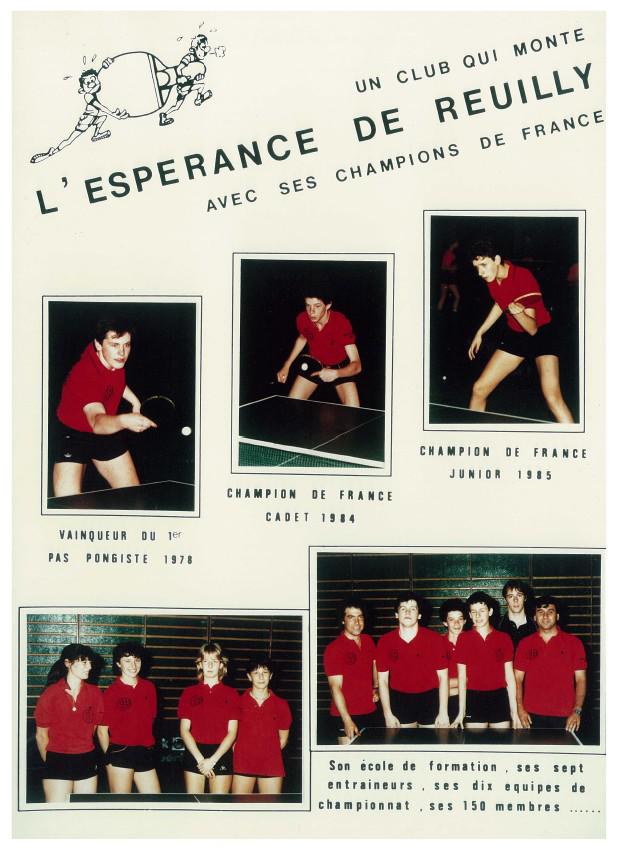 UN CLUB QUI MONTE
L'ESPERANCE DE REUILLY
AVEC SES CHAMPIONS DE FRANCE
CHAMPION DE FRANCE
JUNIOR 1985
CHAMPION DE FRANCE
CADET 1984
VAINQUEUR DU 1er
PAS PONGISTE 1978
Son école de formation , ses sept
entraineurs , ses dix equipes de
championnat , ses 150 membres ......